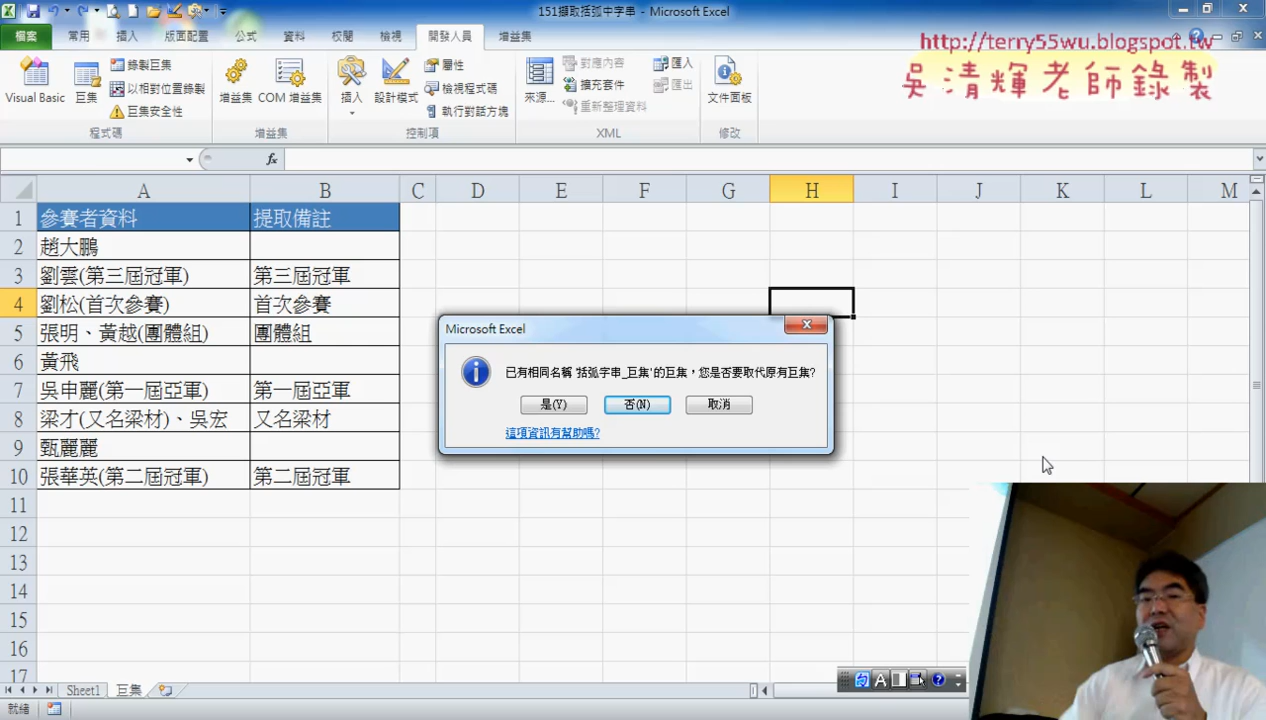 151擷取括弧中字串 - Microsoft Excel
http://terry55wu.blogspot.tw
吳清輝老師錄製
檔案 常用 插入 版面配置 公式 資料 校閱 檢視 開發人員 增益集
Visual Basic 巨集 錄製巨集 以相對位置錄製 巨集安全性
增益集 COM 增益集
插入 設計模式 屬性 檢視程式碼 執行對話方塊
來源... 對應內容 擴充套件 重新整理資料 匯入 匯出
文件面板
程式碼 增益集 控制項 XML 修改
fx
A B C D E F G H I J K L M
1 參賽者資料 提取備註
2 趙大鵬
3 劉雲(第三屆冠軍) 第三屆冠軍
4 劉松(首次參賽) 首次參賽
5 張明、黃越(團體組) 團體組
6 黃飛
7 吳申麗(第一屆亞軍) 第一屆亞軍
8 梁才(又名梁材)、吳宏 又名梁材
9 甄麗麗
10 張華英(第二屆冠軍) 第二屆冠軍
11
12
13
14
15
16
17
Microsoft Excel
已有相同名稱 '括弧字串_巨集' 的巨集，您是否要取代原有巨集?
是(Y) 否(N) 取消
這項資訊有幫助嗎?
Sheet1 巨集
就緒